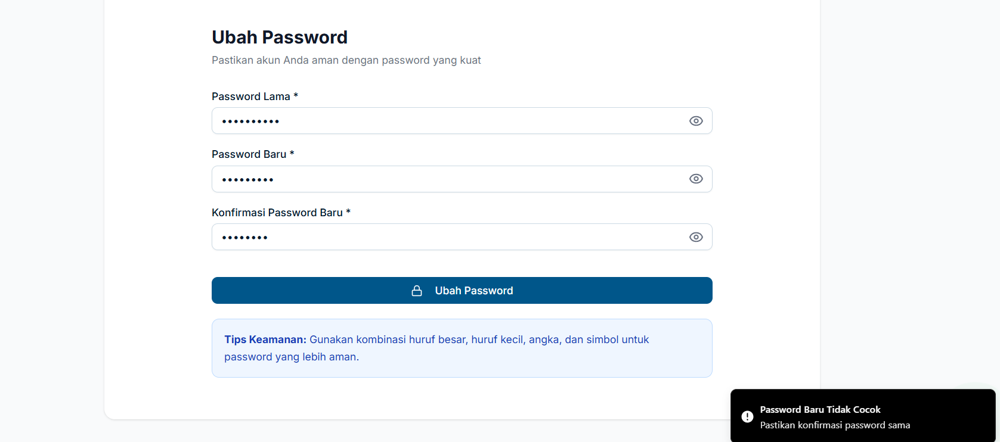 Ubah Password
Pastikan akun Anda aman dengan password yang kuat
Password Lama *
••••••••••
Password Baru *
•••••••••
Konfirmasi Password Baru *
••••••••
Ubah Password
Tips Keamanan: Gunakan kombinasi huruf besar, huruf kecil, angka, dan simbol untuk
password yang lebih aman.
Password Baru Tidak Cocok
Pastikan konfirmasi password sama